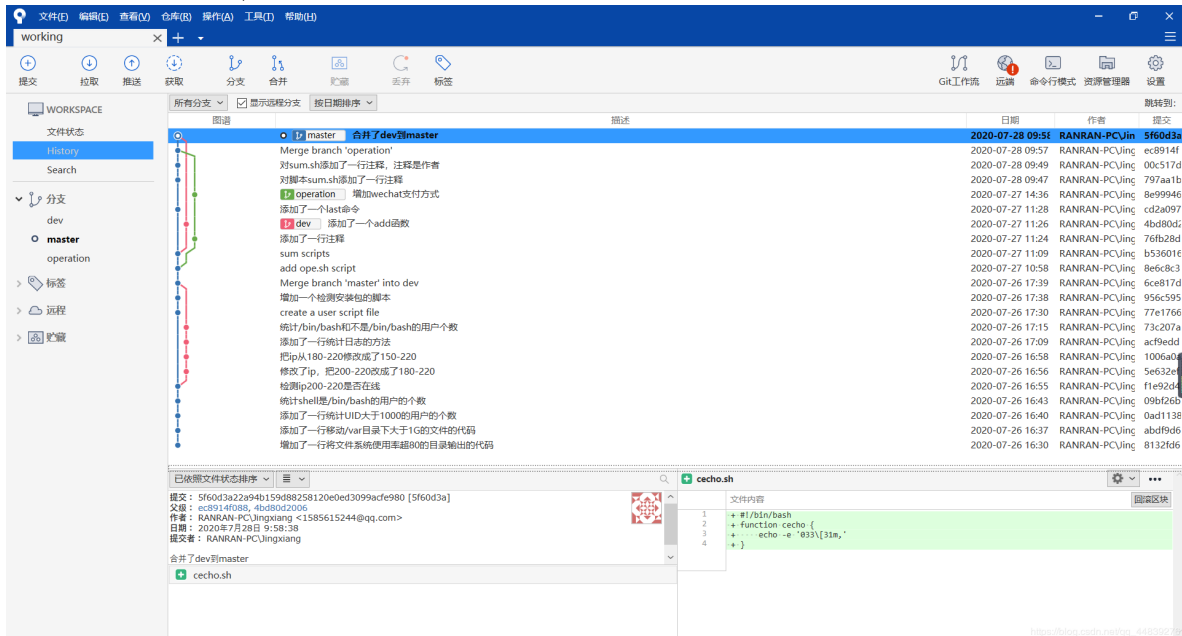 文件(F) 编辑(E) 查看(V) 仓库(R) 操作(A) 工具(T) 帮助(H)
working
提交 拉取 推送 获取 分支 合并 贮藏 丢弃 标签 Git工作流 远端 命令行模式 资源管理器 设置
WORKSPACE
文件状态
History
Search
分支
dev
master
operation
标签
远程
贮藏
所有分支 显示远程分支 按日期排序 跳转到:
图谱 描述 日期 作者 提交
master 合并了dev到master 2020-07-28 09:58 RANRAN-PC\Jin 5f60d3a
Merge branch 'operation' 2020-07-28 09:57 RANRAN-PC\Jing ec8914f
对sum.sh添加了一行注释，注释是作者 2020-07-28 09:49 RANRAN-PC\Jing 00c517d
对脚本sum.sh添加了一行注释 2020-07-28 09:47 RANRAN-PC\Jing 797aa1b
operation 增加wechat支付方式 2020-07-27 14:36 RANRAN-PC\Jing 8e99946
添加了一个last命令 2020-07-27 11:28 RANRAN-PC\Jing cd2a097
dev 添加了一个add函数 2020-07-27 11:26 RANRAN-PC\Jing 4bd80d2
添加了一行注释 2020-07-27 11:24 RANRAN-PC\Jing 76fb28d
sum scripts 2020-07-27 11:09 RANRAN-PC\Jing b536016
add ope.sh script 2020-07-27 10:58 RANRAN-PC\Jing 8e6c8c3
Merge branch 'master' into dev 2020-07-26 17:39 RANRAN-PC\Jing 6ce817d
增加一个检测安装包的脚本 2020-07-26 17:38 RANRAN-PC\Jing 956c595
create a user script file 2020-07-26 17:30 RANRAN-PC\Jing 77e1766
统计/bin/bash和不是/bin/bash的用户个数 2020-07-26 17:15 RANRAN-PC\Jing 73c207a
添加了一行统计日志的方法 2020-07-26 17:09 RANRAN-PC\Jing acf9edd
把ip从180-220修改成了150-220 2020-07-26 16:58 RANRAN-PC\Jing 1006a0a
修改了ip，把200-220改成了180-220 2020-07-26 16:56 RANRAN-PC\Jing 5e632ef
检测ip200-220是否在线 2020-07-26 16:55 RANRAN-PC\Jing f1e92d4
统计shell是/bin/bash的用户的个数 2020-07-26 16:43 RANRAN-PC\Jing 09bf26b
添加了一行统计UID大于1000的用户的个数 2020-07-26 16:40 RANRAN-PC\Jing 0ad1138
添加了一行移动/var目录下大于1G的文件的代码 2020-07-26 16:37 RANRAN-PC\Jing abdf9d6
增加了一行将文件系统使用率超80的目录输出的代码 2020-07-26 16:30 RANRAN-PC\Jing 8132fd6
已依照文件状态排序
提交： 5f60d3a22a94b159d88258120e0ed3099acfe980 [5f60d3a]
父级： ec8914f088, 4bd80d2006
作者： RANRAN-PC\Jingxiang <1585615244@qq.com>
日期： 2020年7月28日 9:58:38
提交者： RANRAN-PC\Jingxiang
合并了dev到master
cecho.sh
cecho.sh
文件内容 回滚区块
1 + #!/bin/bash
2 + function cecho {
3 + echo -e '033\[31m,'
4 + }